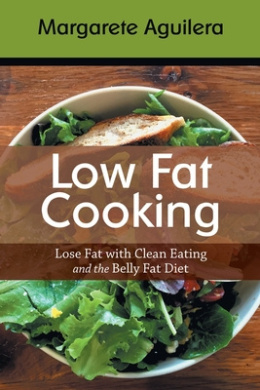 Margarete Aguilera
Low Fat
Cooking
Lose Fat with Clean Eating
and the Belly Fat Diet